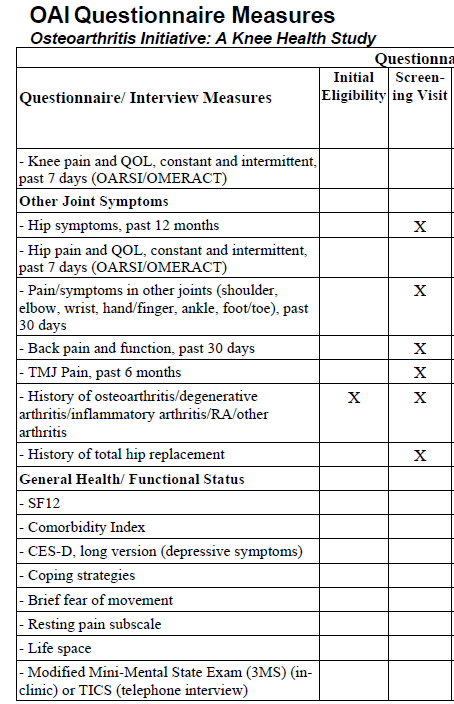 OAI Questionnaire Measures
Osteoarthritis Initiative: A Knee Health Study
Questionna
Questionnaire/ Interview Measures
Initial
Eligibility
Screen-
ing Visit
- Knee pain and QOL, constant and intermittent,
past 7 days (OARSI/OMERACT)
Other Joint Symptoms
- Hip symptoms, past 12 months X
- Hip pain and QOL, constant and intermittent,
past 7 days (OARSI/OMERACT)
- Pain/symptoms in other joints (shoulder, X
elbow, wrist, hand/finger, ankle, foot/toe), past
30 days
- Back pain and function, past 30 days X
- TMJ Pain, past 6 months X
- History of osteoarthritis/degenerative X X
arthritis/inflammatory arthritis/RA/other
arthritis
- History of total hip replacement X
General Health/ Functional Status
- SF12
- Comorbidity Index
- CES-D, long version (depressive symptoms)
- Coping strategies
- Brief fear of movement
- Resting pain subscale
- Life space
- Modified Mini-Mental State Exam (3MS) (in-
clinic) or TICS (telephone interview)